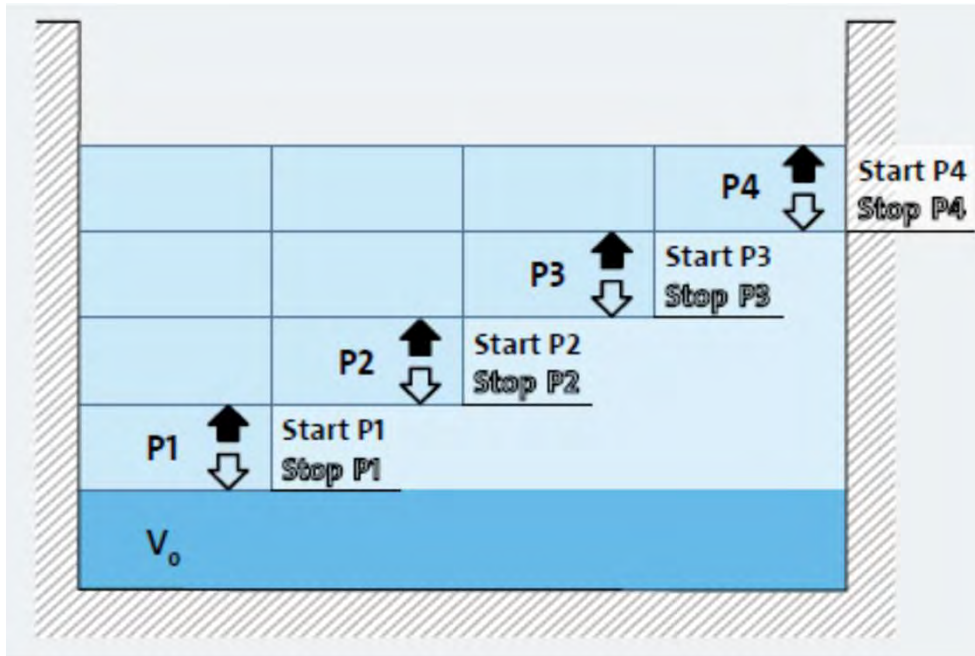 P4
Start P4
Stop P4
P3
Start P3
Stop P3
P2
Start P2
Stop P2
P1
Start P1
Stop P1
Vo